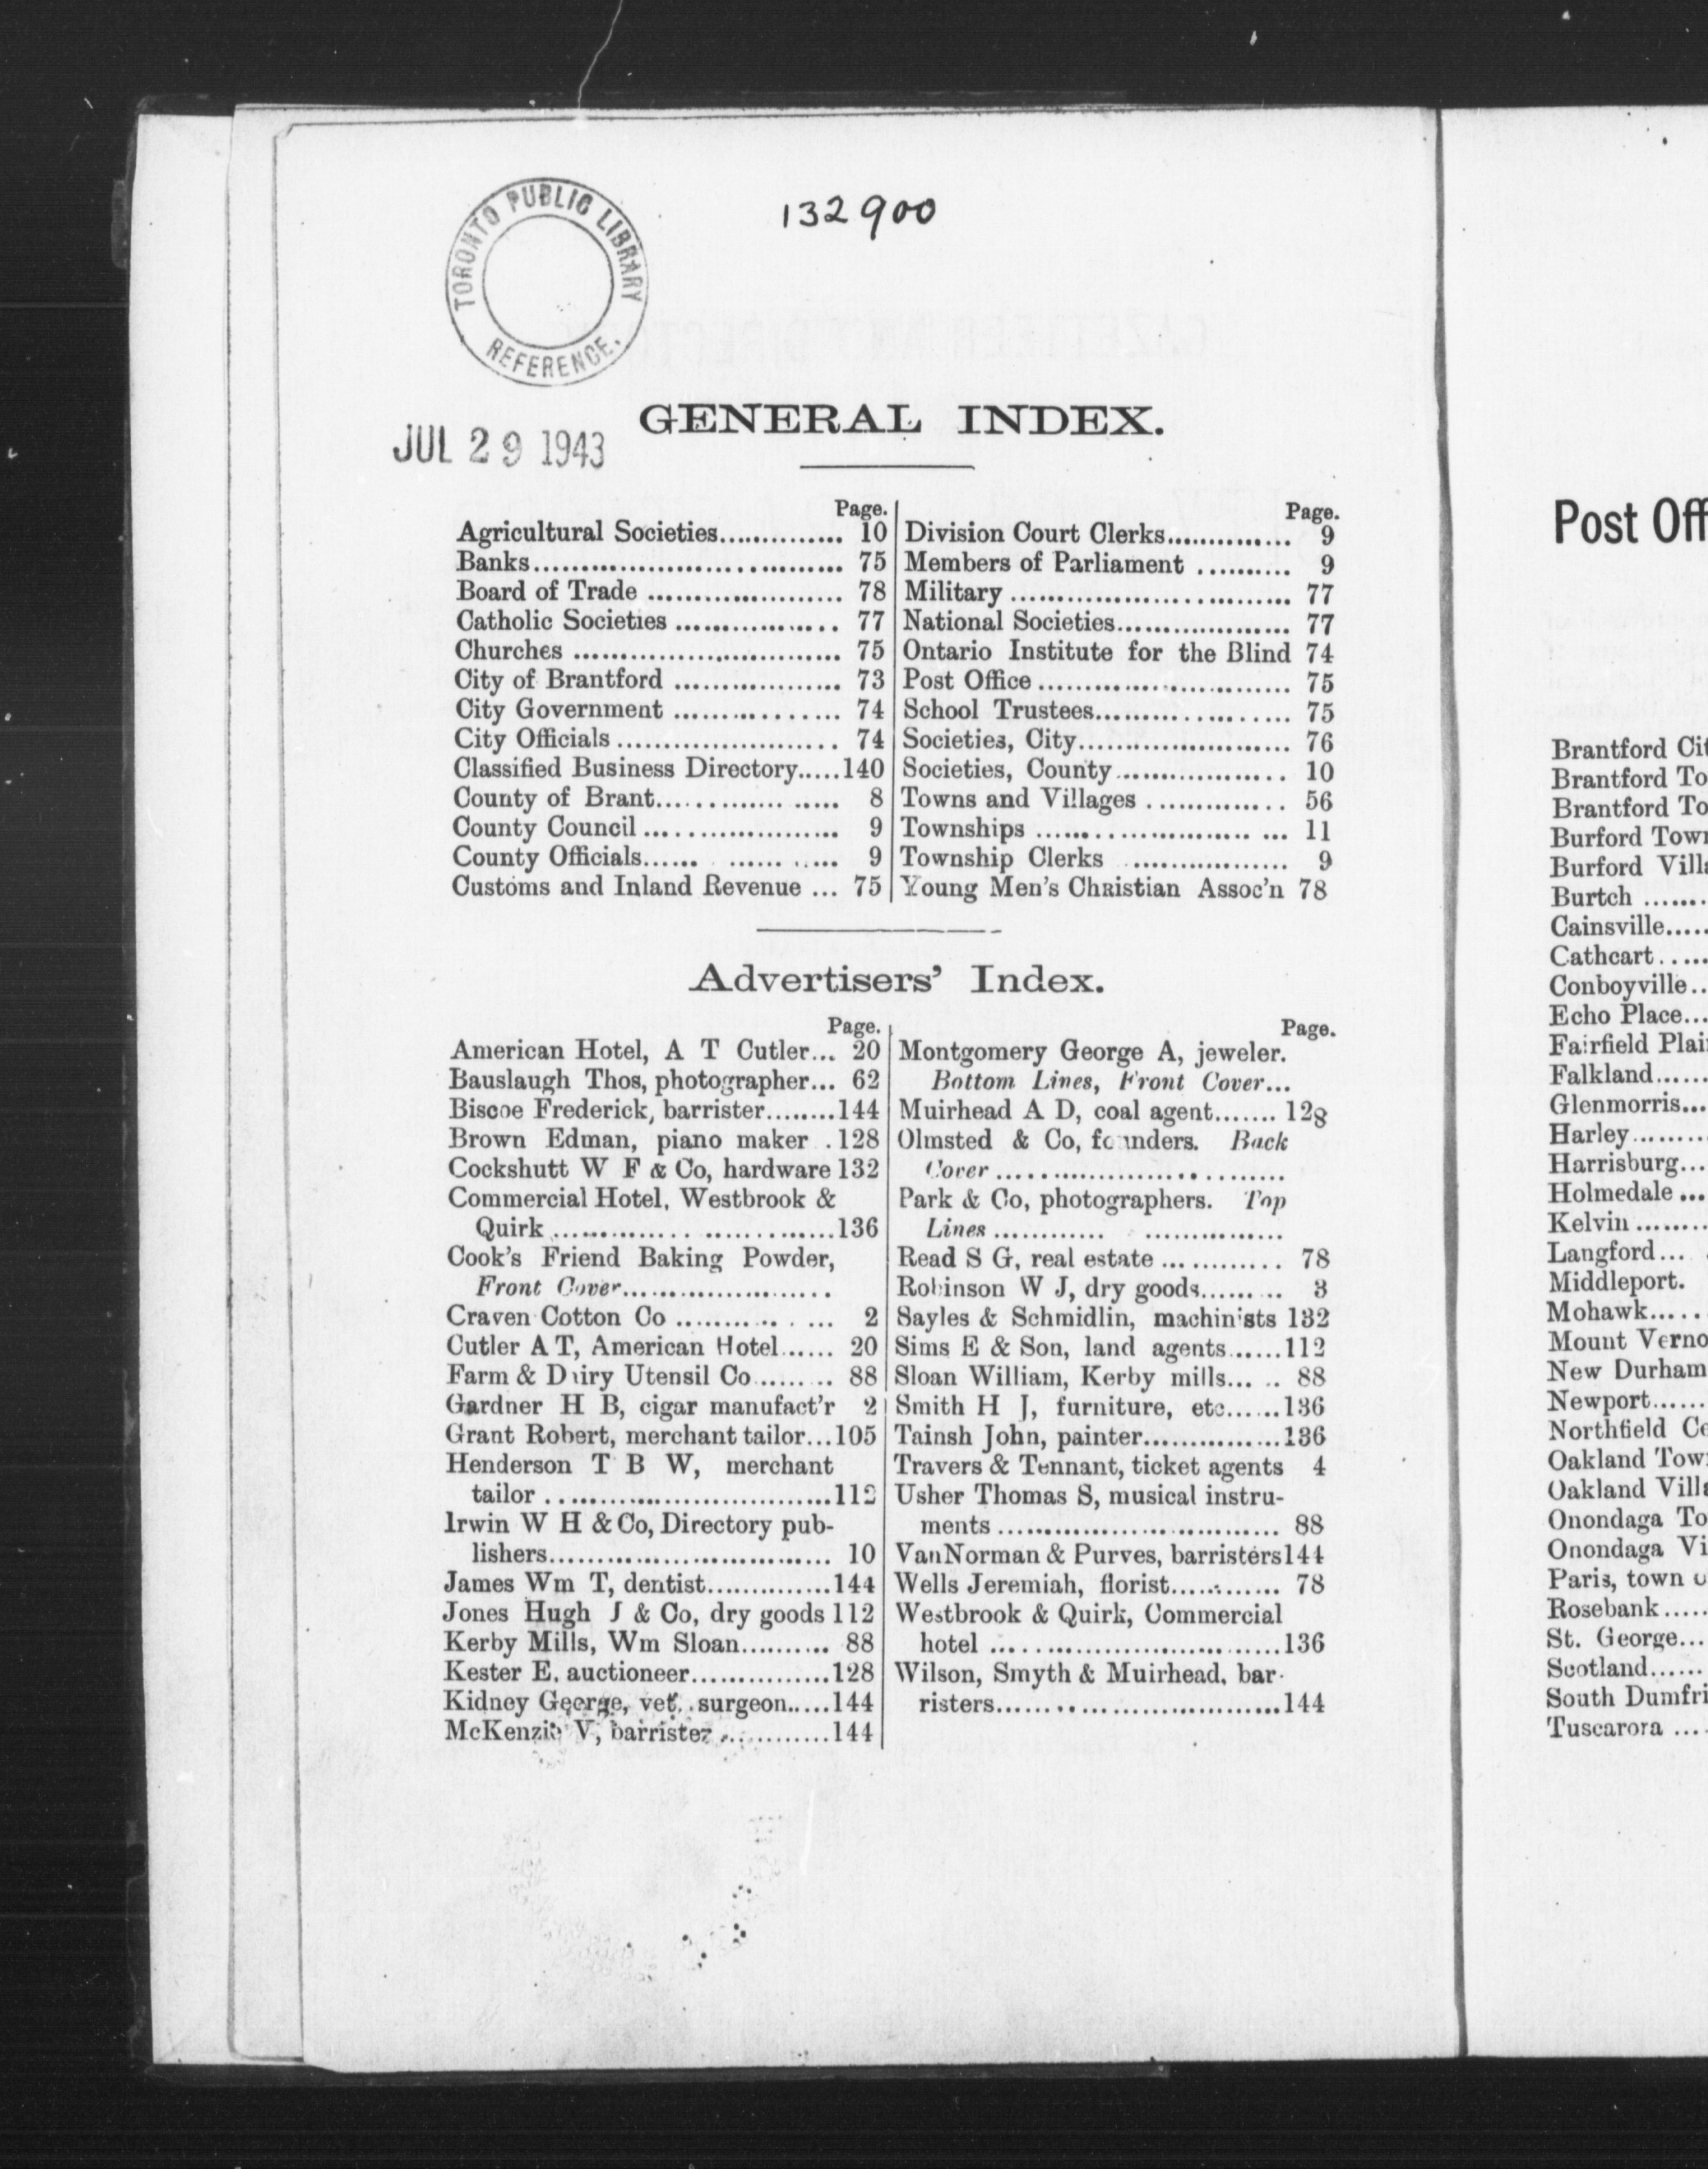 TORONTO PUBLIC LIBRARY
REFERENCE.
132900
JUL 29 1943
GENERAL INDEX.
Page.
Agricultural Societies.............. 10
Banks................................. 75
Board of Trade ..................... 78
Catholic Societies ................. 77
Churches ............................. 75
City of Brantford .................. 73
City Government .................. 74
City Officials ........................ 74
Classified Business Directory.....140
County of Brant..................... 8
County Council ..................... 9
County Officials..................... 9
Customs and Inland Revenue ... 75
Page.
Division Court Clerks.............. 9
Members of Parliament .......... 9
Military .............................. 77
National Societies................... 77
Ontario Institute for the Blind 74
Post Office ........................... 75
School Trustees..................... 75
Societies, City....................... 76
Societies, County................... 10
Towns and Villages ............... 56
Townships ........................... 11
Township Clerks .................. 9
Young Men's Christian Assoc'n 78
Advertisers' Index.
Page.
American Hotel, A T Cutler... 20
Bauslaugh Thos, photographer... 62
Biscoe Frederick, barrister........144
Brown Edman, piano maker .128
Cockshutt W F & Co, hardware 132
Commercial Hotel, Westbrook &
Quirk ..............................136
Cook's Friend Baking Powder,
Front Cover.......................
Craven Cotton Co .................. 2
Cutler A T, American Hotel...... 20
Farm & Dairy Utensil Co ........ 88
Gardner H B, cigar manufact'r 2
Grant Robert, merchant tailor...105
Henderson T B W, merchant
tailor ..............................112
Irwin W H & Co, Directory pub-
lishers.............................. 10
James Wm T, dentist..............144
Jones Hugh J & Co, dry goods 112
Kerby Mills, Wm Sloan.......... 88
Kester E. auctioneer...............128
Kidney George, vet. surgeon.....144
McKenzie V, barrister ............144
Page.
Montgomery George A, jeweler.
Bottom Lines, Front Cover...
Muirhead A D, coal agent....... 128
Olmsted & Co, founders. Back
Cover ..............................
Park & Co, photographers. Top
Lines ..............................
Read S G, real estate ............. 78
Robinson W J, dry goods......... 3
Sayles & Schmidlin, machinists 132
Sims E & Son, land agents......112
Sloan William, Kerby mills... .. 88
Smith H J, furniture, etc......136
Tainsh John, painter...............136
Travers & Tennant, ticket agents 4
Usher Thomas S, musical instru-
ments .............................. 88
VanNorman & Purves, barristers144
Wells Jeremiah, florist............ 78
Westbrook & Quirk, Commercial
hotel ..............................136
Wilson, Smyth & Muirhead, bar-
risters..............................144
Post Off
Brantford Cit
Brantford To
Brantford To
Burford Town
Burford Villa
Burtch .......
Cainsville.....
Cathcart.....
Conboyville..
Echo Place...
Fairfield Plai
Falkland......
Glenmorris...
Harley........
Harrisburg...
Holmedale ...
Kelvin ........
Langford...
Middleport.
Mohawk.....
Mount Verno
New Durham
Newport......
Northfield Ce
Oakland Tow
Oakland Villa
Onondaga To
Onondaga Vi
Paris, town o
Rosebank.....
St. George...
Scotland......
South Dumfri
Tuscarora ....